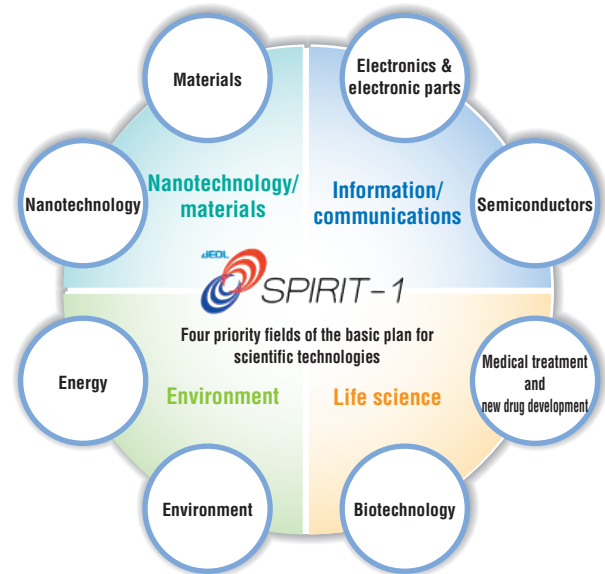 Materials
Electronics &
electronic parts
Nanotechnology
Nanotechnology/
materials
Information/
communications
Semiconductors
JEOL
SPIRIT-1
Four priority fields of the basic plan for
scientific technologies
Energy
Environment
Life science
Medical treatment
and
new drug development
Environment
Biotechnology